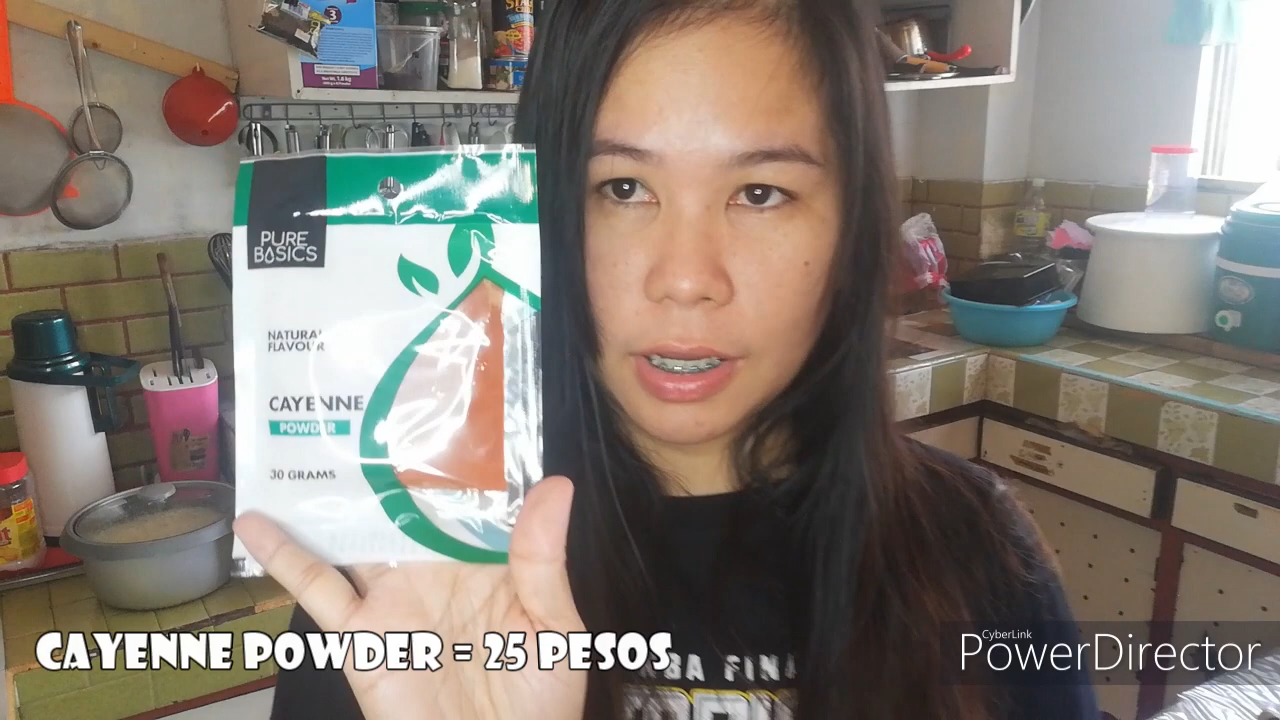 PURE
BASICS
NATURAL
FLAVOUR
CAYENNE
POWDER
30 GRAMS
CAYENNE POWDER = 25 PESOS
CyberLink
PowerDirector